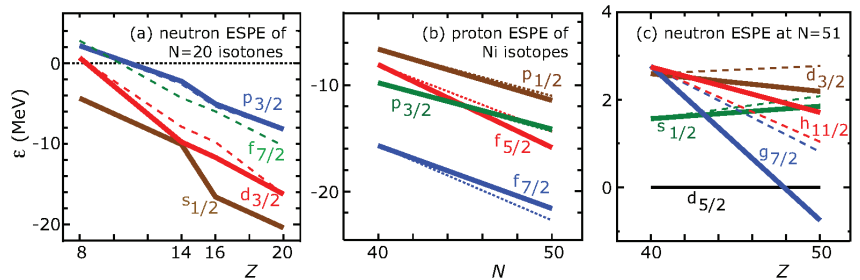 (a) neutron ESPE of
N=20 isotones
0
-10
-20
ε (MeV)
p3/2
f7/2
d3/2
s1/2
8
14
16
20
Z
(b) proton ESPE of
Ni isotopes
-10
-20
p1/2
p3/2
f5/2
f7/2
40
50
N
(c) neutron ESPE at N=51
4
2
0
d3/2
h11/2
s1/2
g7/2
d5/2
40
50
Z